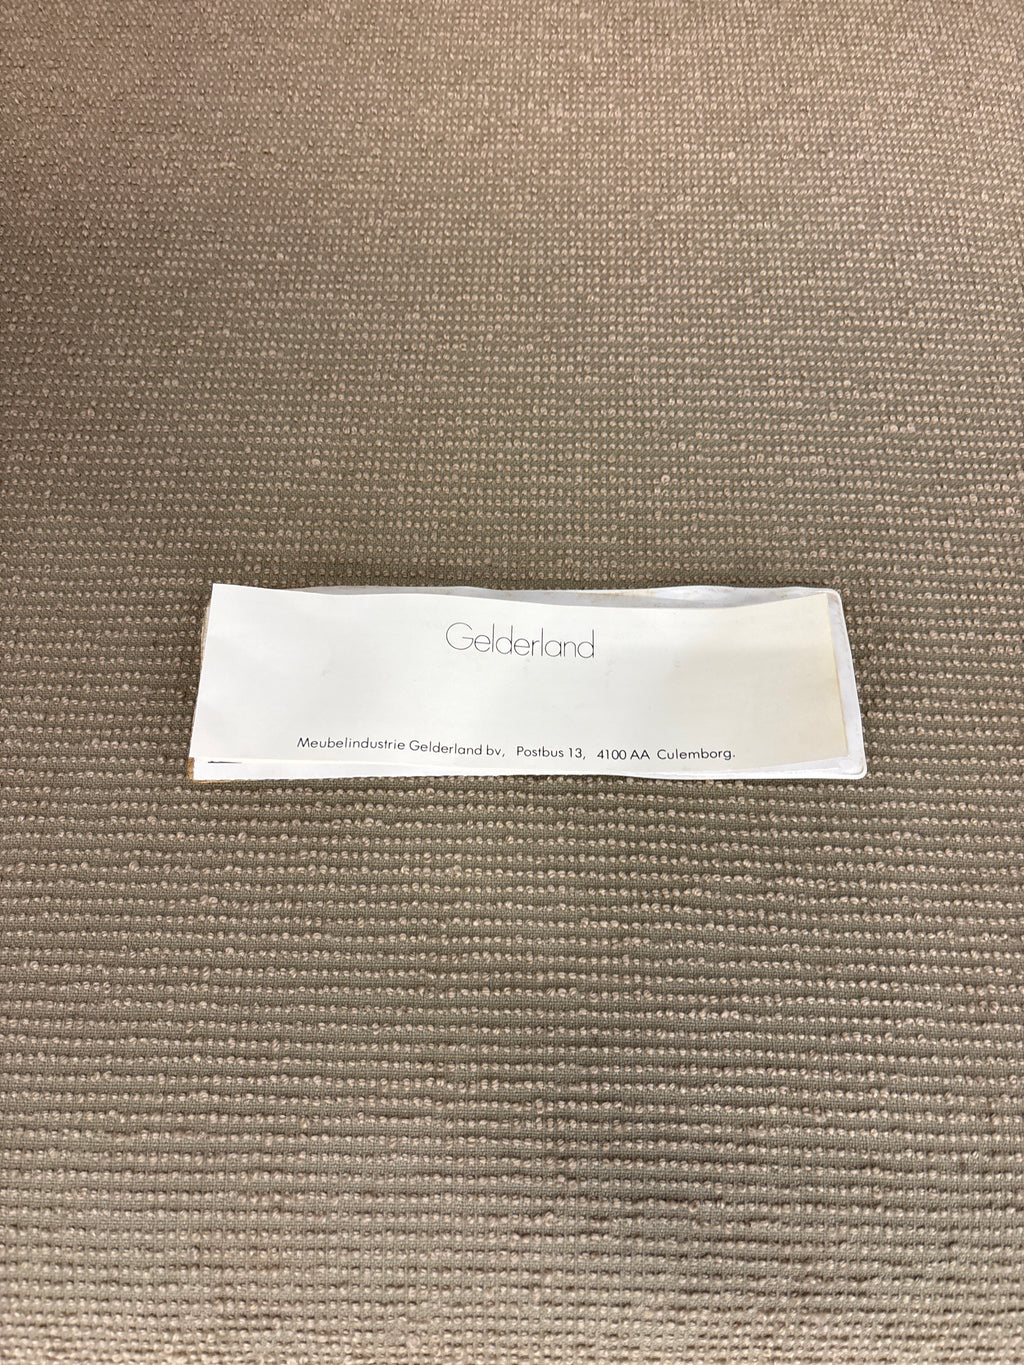 Gelderland
Meubelindustrie Gelderland bv, Postbus 13, 4100 AA Culemborg.